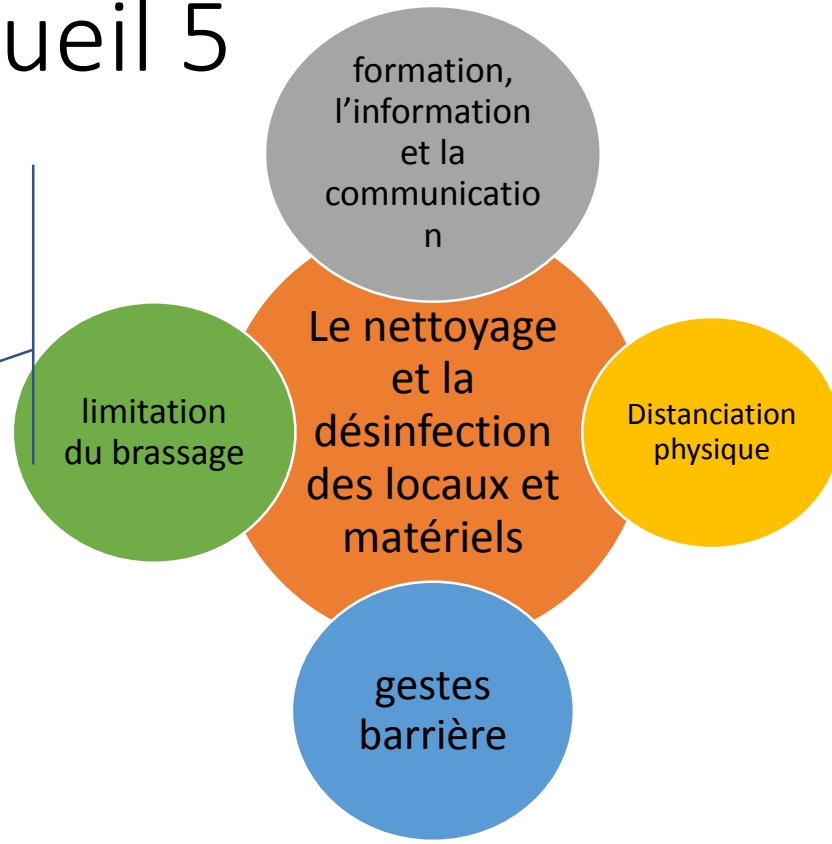 ueil 5
formation,
l’information
et la
communicatio
n
Le nettoyage
et la
désinfection
des locaux et
matériels
limitation
du brassage
Distanciation
physique
gestes
barrière